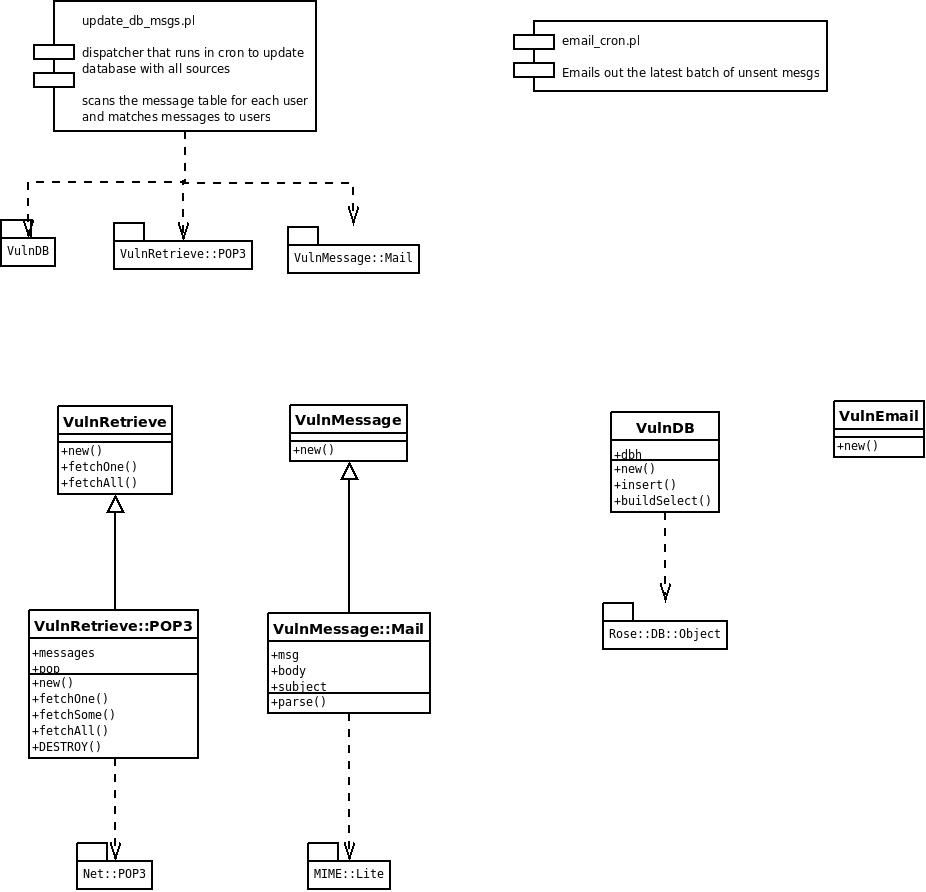 update_db_msgs.pl
dispatcher that runs in cron to update
database with all sources
scans the message table for each user
and matches messages to users
email_cron.pl
Emails out the latest batch of unsent mesgs
VulnDB
VulnRetrieve::POP3
VulnMessage::Mail
VulnRetrieve
+new()
+fetchOne()
+fetchAll()
VulnMessage
+new()
VulnDB
+dbh
+new()
+insert()
+buildSelect()
VulnEmail
+new()
VulnRetrieve::POP3
+messages
+pop
+new()
+fetchOne()
+fetchSome()
+fetchAll()
+DESTROY()
VulnMessage::Mail
+msg
+body
+subject
+parse()
Rose::DB::Object
Net::POP3
MIME::Lite